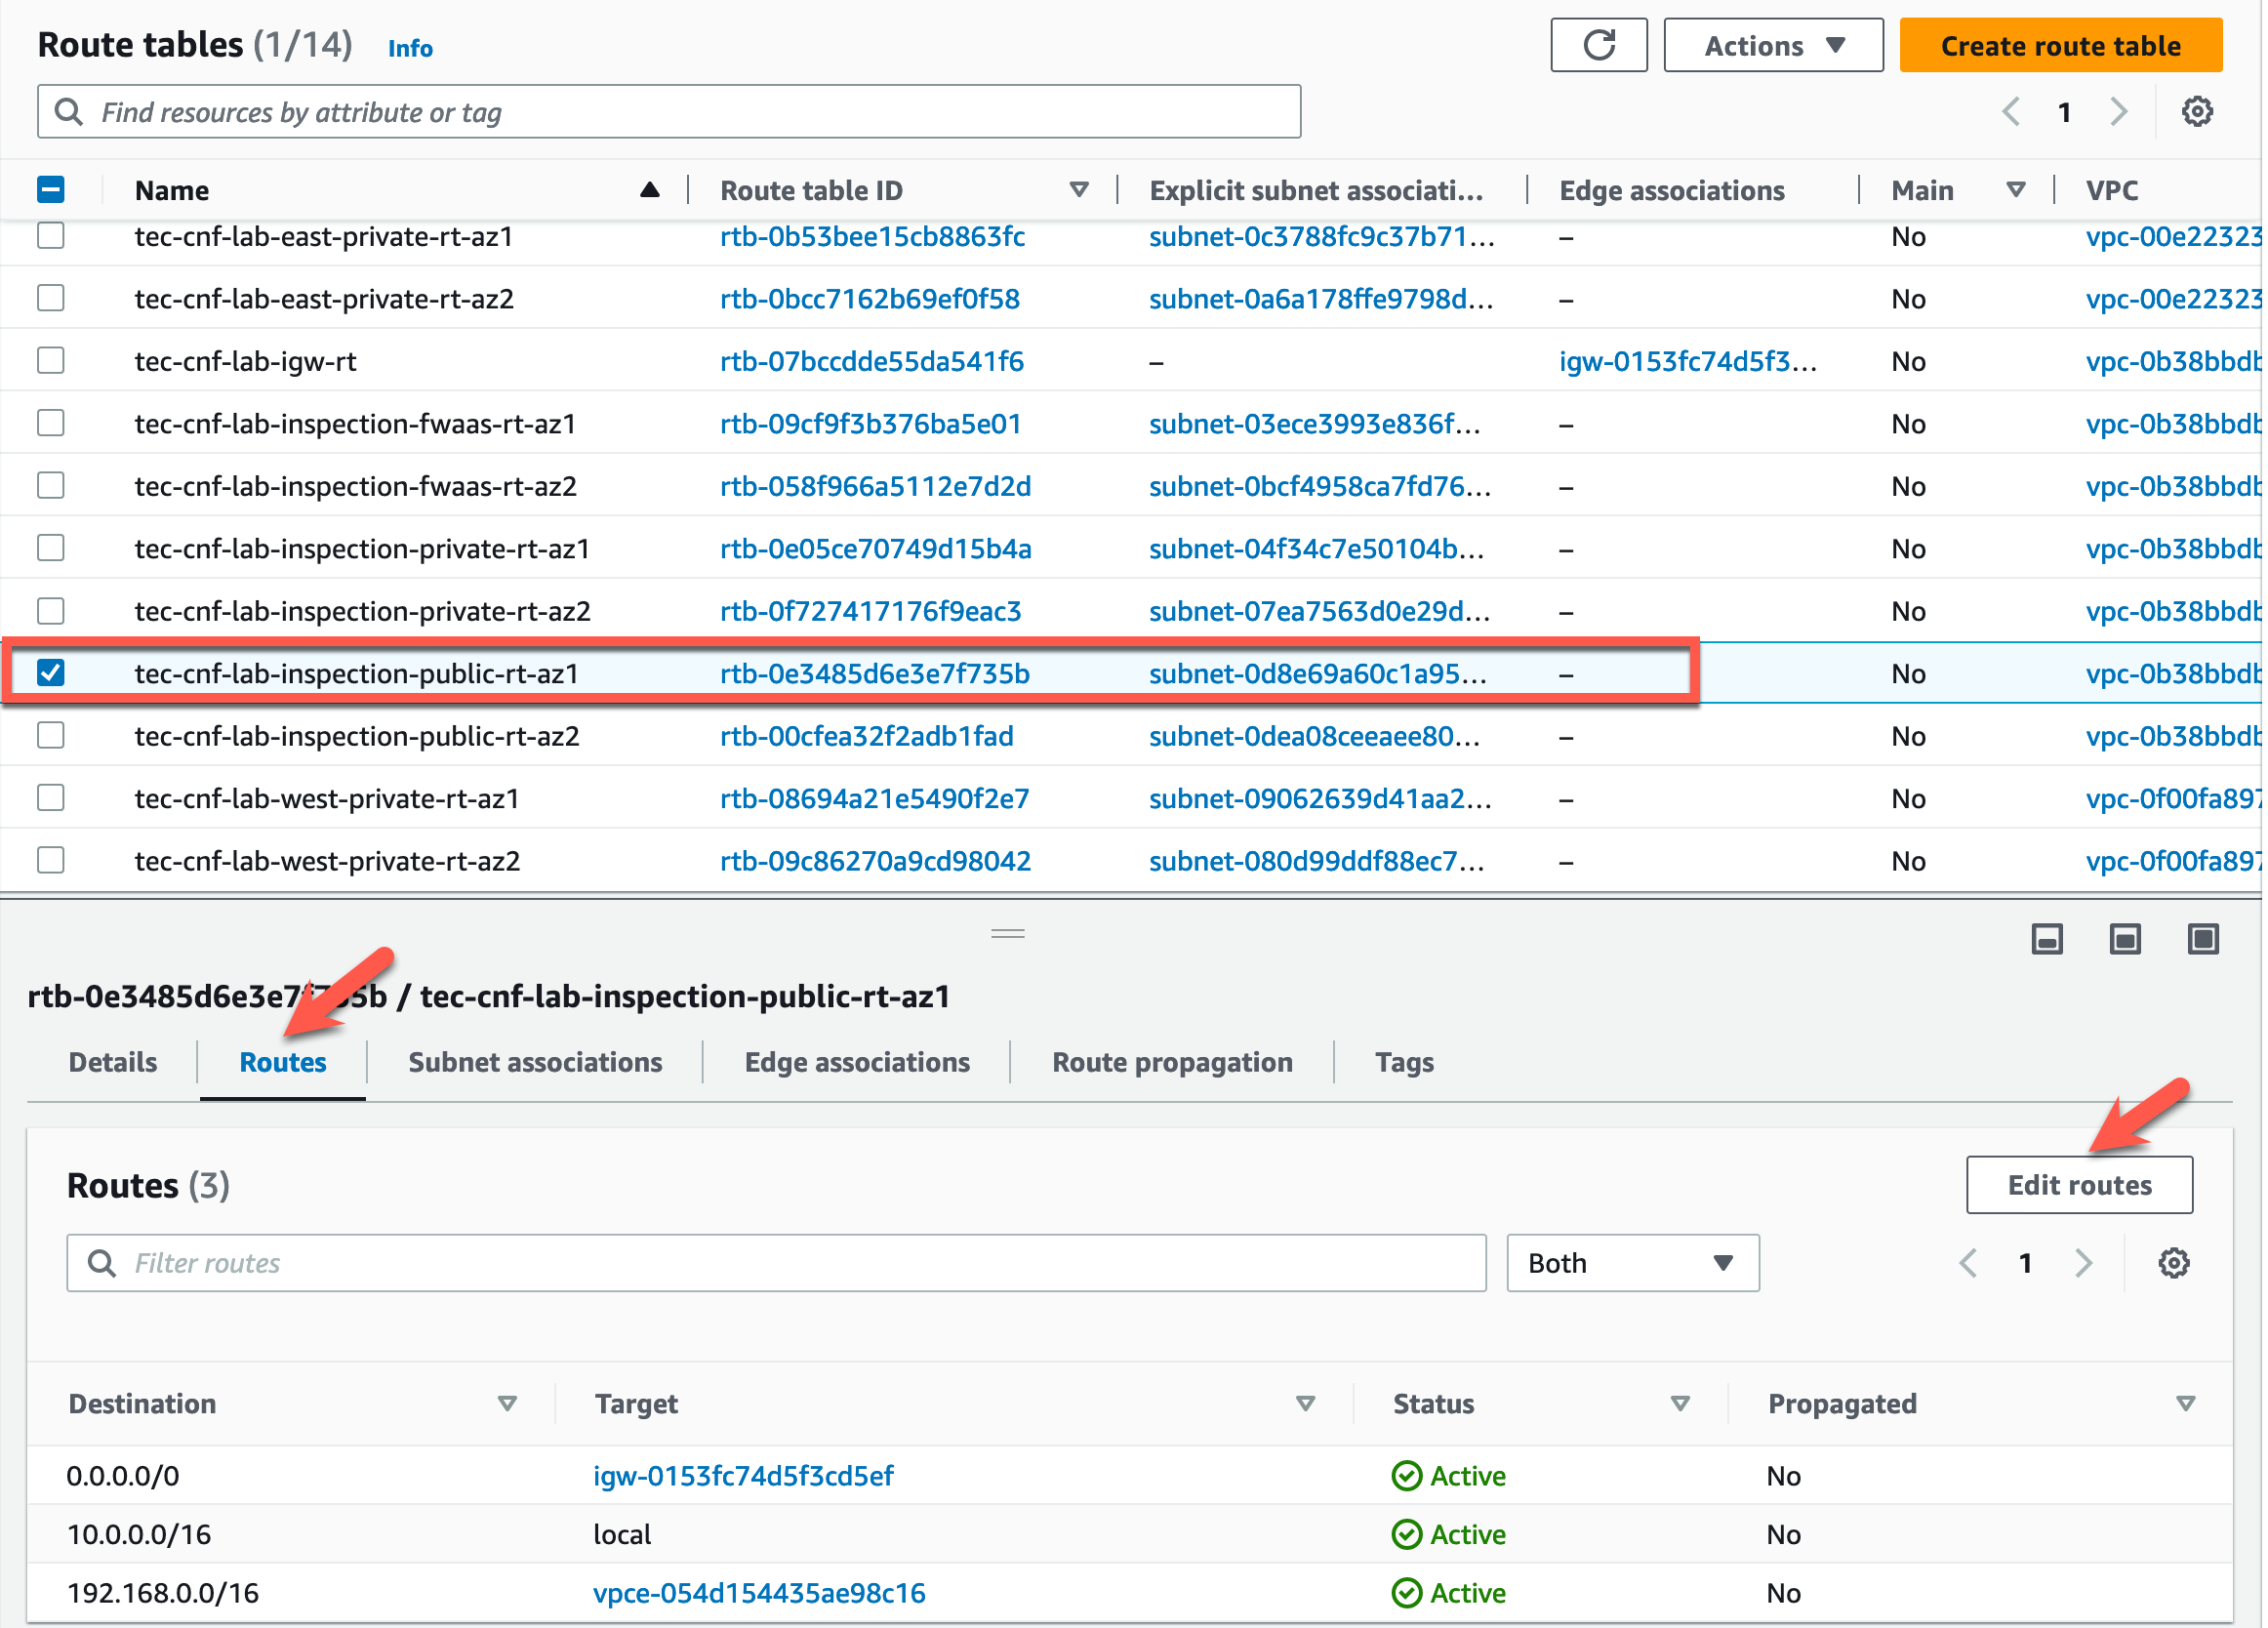 Route tables (1/14) Info Actions Create route table
Find resources by attribute or tag 1
Name Route table ID Explicit subnet associati... Edge associations Main VPC
tec-cnf-lab-east-private-rt-az1 rtb-0b53bee15cb8863fc subnet-0c3788fc9c37b71... – No vpc-00e22323
tec-cnf-lab-east-private-rt-az2 rtb-0bcc7162b69ef0f58 subnet-0a6a178ffe9798d... – No vpc-00e22323
tec-cnf-lab-igw-rt rtb-07bccdde55da541f6 – igw-0153fc74d5f3... No vpc-0b38bbdb
tec-cnf-lab-inspection-fwaas-rt-az1 rtb-09cf9f3b376ba5e01 subnet-03ece3993e836f... – No vpc-0b38bbdb
tec-cnf-lab-inspection-fwaas-rt-az2 rtb-058f966a5112e7d2d subnet-0bcf4958ca7fd76... – No vpc-0b38bbdb
tec-cnf-lab-inspection-private-rt-az1 rtb-0e05ce70749d15b4a subnet-04f34c7e50104b... – No vpc-0b38bbdb
tec-cnf-lab-inspection-private-rt-az2 rtb-0f727417176f9eac3 subnet-07ea7563d0e29d... – No vpc-0b38bbdb
tec-cnf-lab-inspection-public-rt-az1 rtb-0e3485d6e3e7f735b subnet-0d8e69a60c1a95... – No vpc-0b38bbdb
tec-cnf-lab-inspection-public-rt-az2 rtb-00cfea32f2adb1fad subnet-0dea08ceeaee80... – No vpc-0b38bbdb
tec-cnf-lab-west-private-rt-az1 rtb-08694a21e5490f2e7 subnet-09062639d41aa2... – No vpc-0f00fa897
tec-cnf-lab-west-private-rt-az2 rtb-09c86270a9cd98042 subnet-080d99ddf88ec7... – No vpc-0f00fa897
rtb-0e3485d6e3e7f735b / tec-cnf-lab-inspection-public-rt-az1
Details Routes Subnet associations Edge associations Route propagation Tags
Routes (3) Edit routes
Filter routes Both 1
Destination Target Status Propagated
0.0.0.0/0 igw-0153fc74d5f3cd5ef Active No
10.0.0.0/16 local Active No
192.168.0.0/16 vpce-054d154435ae98c16 Active No